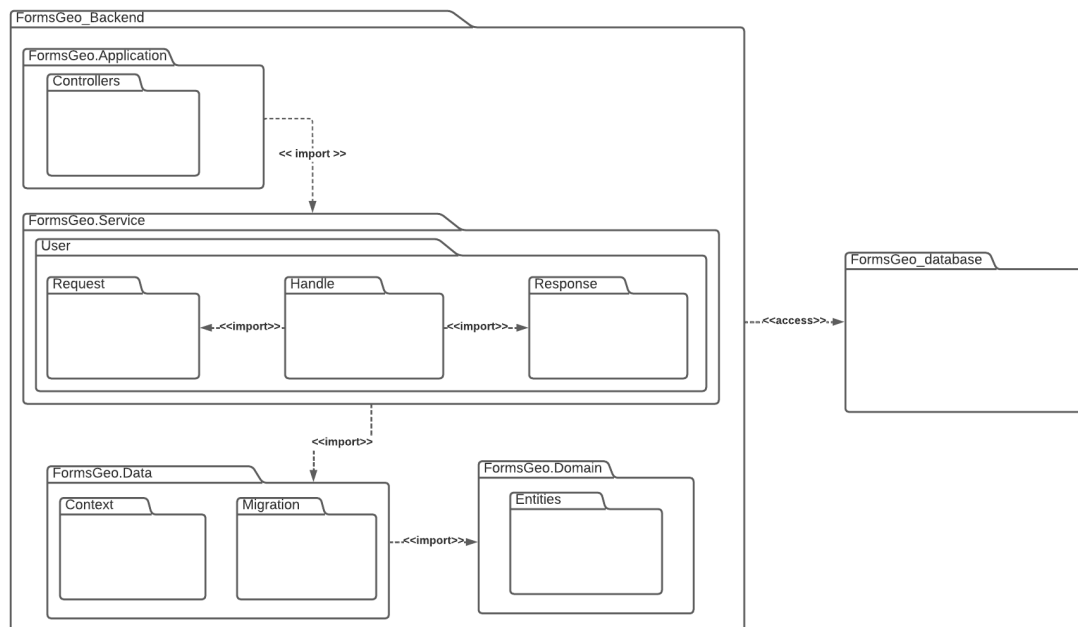 FormsGeo_Backend
FormsGeo.Application
Controllers
<< import >>
FormsGeo.Service
User
Request
Handle
Response
<<import>>
<<import>>
<<access>>
FormsGeo_database
<<import>>
FormsGeo.Data
Context
Migration
<<import>>
FormsGeo.Domain
Entities